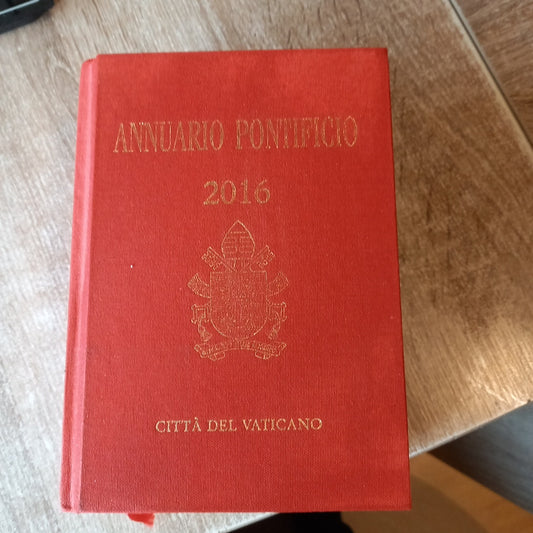 ANNUARIO PONTIFICIO
2016
CITTÀ DEL VATICANO